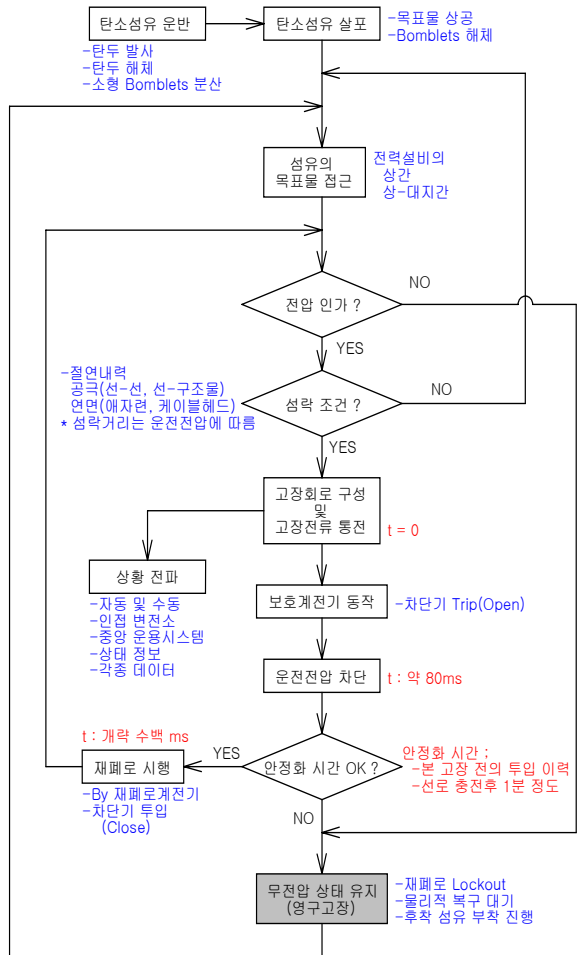 탄소섬유 운반
탄소섬유 살포
-목표물 상공
-Bomblets 해체
-탄두 발사
-탄두 해체
-소형 Bomblets 분산
섬유의
목표물 접근
전력설비의
상간
상-대지간
전압 인가 ?
NO
YES
-절연내력
공극(선-선, 선-구조물)
연면(애자련, 케이블헤드)
* 섬락거리는 운전전압에 따름
섬락 조건 ?
NO
YES
고장회로 구성
및
고장전류 통전
t = 0
상황 전파
-자동 및 수동
-인접 변전소
-중앙 운용시스템
-상태 정보
-각종 데이터
보호계전기 동작
-차단기 Trip(Open)
운전전압 차단
t : 약 80ms
t : 개략 수백 ms
재폐로 시행
YES
안정화 시간 OK ?
안정화 시간 ;
-본 고장 전의 투입 이력
-선로 충전후 1분 정도
-By 재폐로계전기
-차단기 투입
(Close)
NO
무전압 상태 유지
(영구고장)
-재폐로 Lockout
-물리적 복구 대기
-후착 섬유 부착 진행